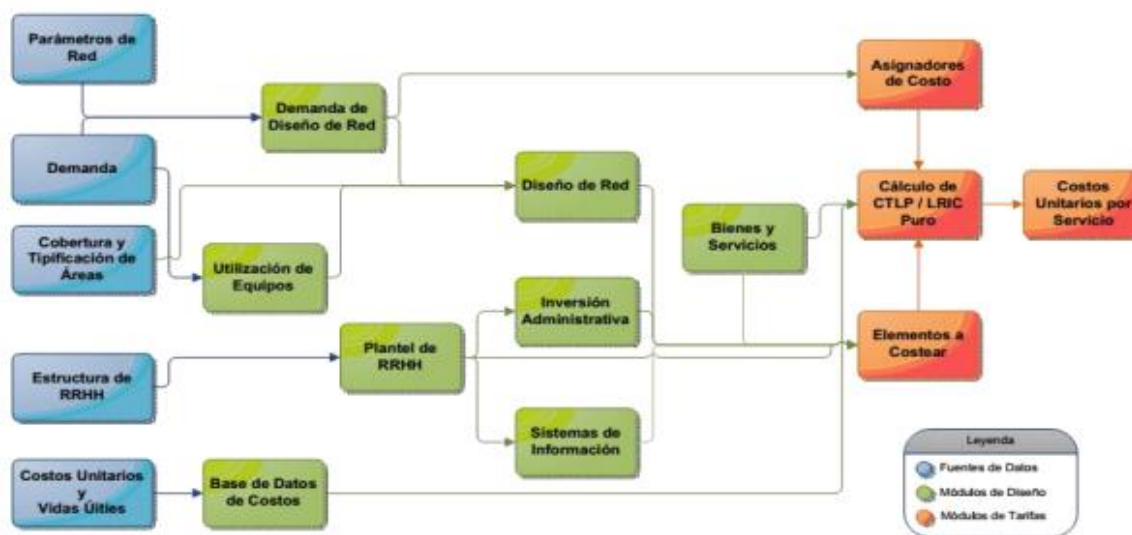 Parámetros de
Red
Demanda
Cobertura y
Tipificación de
Áreas
Estructura de
RRHH
Costos Unitarios
y
Vidas Úities
Demanda de
Diseño de Red
Utilización de
Equipos
Plantel de
RRHH
Base de Datos
de Costos
Diseño de Red
Inversión
Administrativa
Sistemas de
Información
Bienes y
Servicios
Asignadores
de Costo
Cálculo de
CTLP / LRIC
Puro
Elementos a
Costear
Costos
Unitarios por
Servicio
Leyenda
Fuentes de Datos
Módulos de Diseño
Módulos de Tarifas